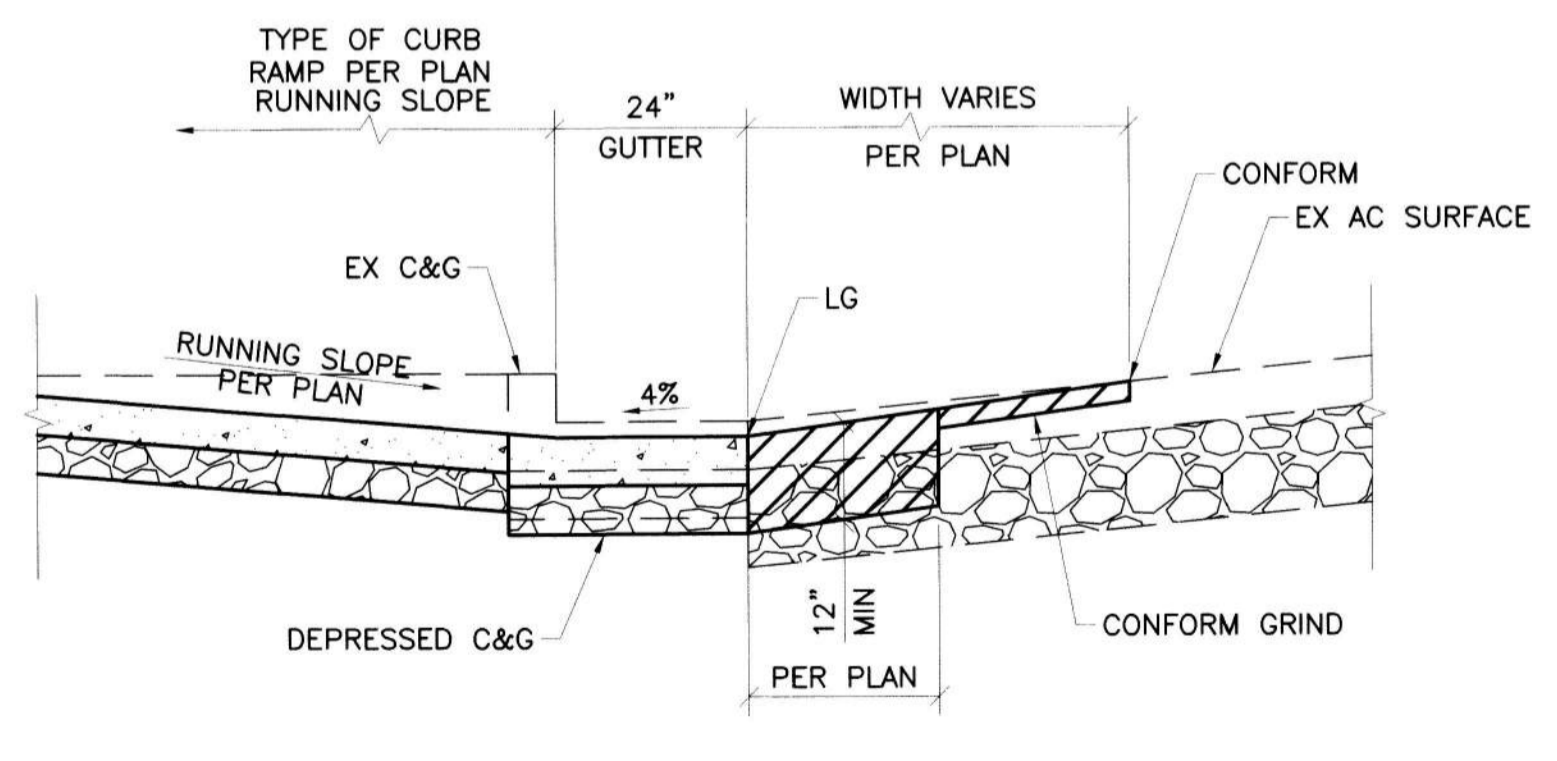 TYPE OF CURB
RAMP PER PLAN
RUNNING SLOPE
24"
GUTTER
WIDTH VARIES
PER PLAN
CONFORM
EX AC SURFACE
EX C&G
LG
RUNNING SLOPE
PER PLAN
4%
12"
MIN
DEPRESSED C&G
CONFORM GRIND
PER PLAN